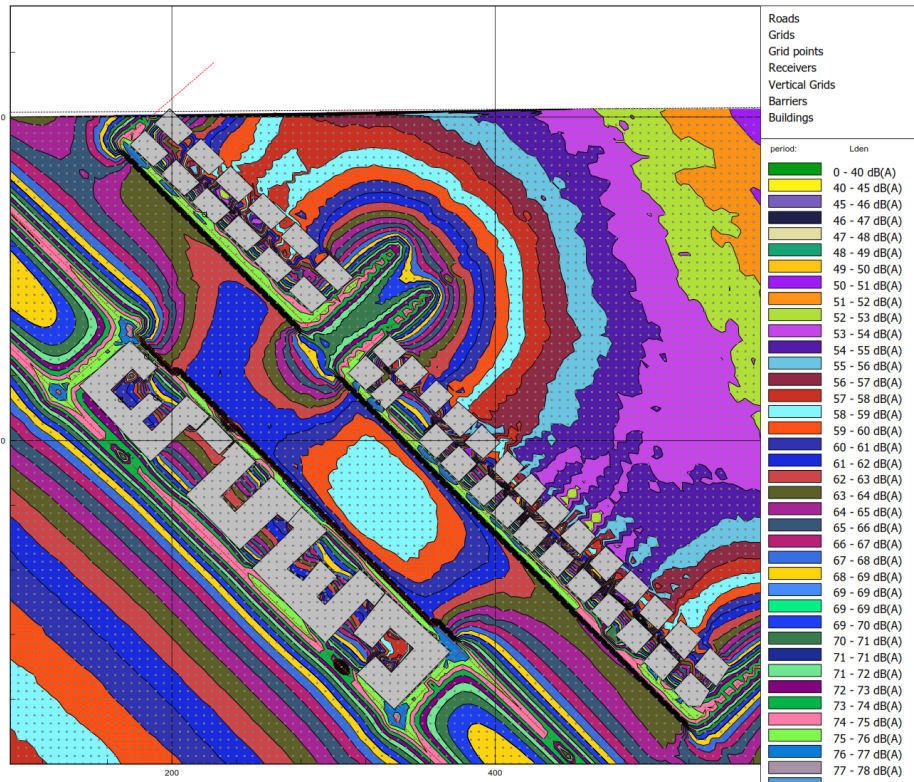 Roads
Grids
Grid points
Receivers
Vertical Grids
Barriers
Buildings
period: Lden
0 - 40 dB(A)
40 - 45 dB(A)
45 - 46 dB(A)
46 - 47 dB(A)
47 - 48 dB(A)
48 - 49 dB(A)
49 - 50 dB(A)
50 - 51 dB(A)
51 - 52 dB(A)
52 - 53 dB(A)
53 - 54 dB(A)
54 - 55 dB(A)
55 - 56 dB(A)
56 - 57 dB(A)
57 - 58 dB(A)
58 - 59 dB(A)
59 - 60 dB(A)
60 - 61 dB(A)
61 - 62 dB(A)
62 - 63 dB(A)
63 - 64 dB(A)
64 - 65 dB(A)
65 - 66 dB(A)
66 - 67 dB(A)
67 - 68 dB(A)
68 - 69 dB(A)
69 - 69 dB(A)
69 - 69 dB(A)
69 - 70 dB(A)
70 - 71 dB(A)
71 - 71 dB(A)
71 - 72 dB(A)
72 - 73 dB(A)
73 - 74 dB(A)
74 - 75 dB(A)
75 - 76 dB(A)
76 - 77 dB(A)
77 - 78 dB(A)
0
0
200 400